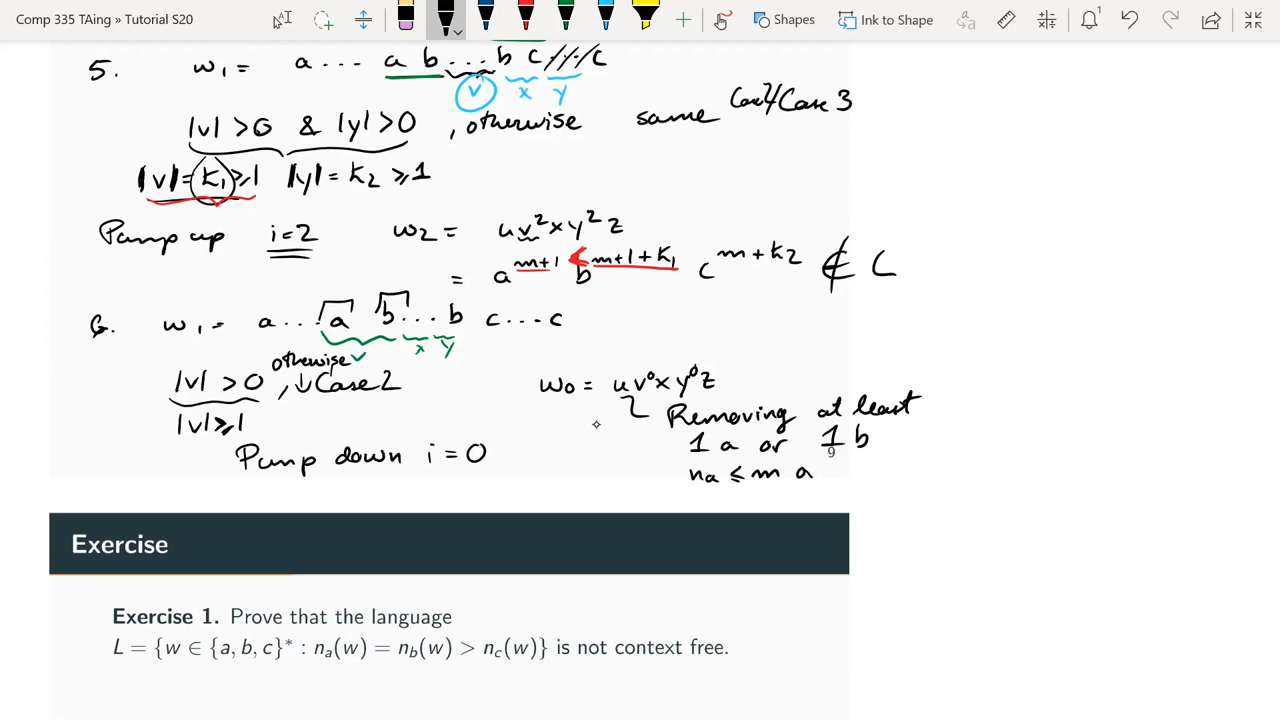 Comp 335 TAing » Tutorial S20
Shapes
Ink to Shape
5. w₁ = a ... a b ... b c /// c
v x y
|v| > 0 & |y| > 0 , otherwise same Case 2/Case 3
|v| = k₁ ≥ 1 |y| = k₂ ≥ 1
Pump up i = 2 w₂ = uv²xy²z
= a^{m+1} b^{m+1+k₁} c^{m+k₂} ∉ L
6. w₁ = a ... a b ... b c ... c
x y
otherwise v
|v| > 0 , ↓ Case 2 w₀ = uv⁰xy⁰z
|v| ≥ 1 Removing at least
1 a or 1 b
Pump down i = 0
9
nₐ ≤ m a
Exercise
Exercise 1. Prove that the language
L = {w ∈ {a, b, c}* : nₐ(w) = n_b(w) > n_c(w)} is not context free.